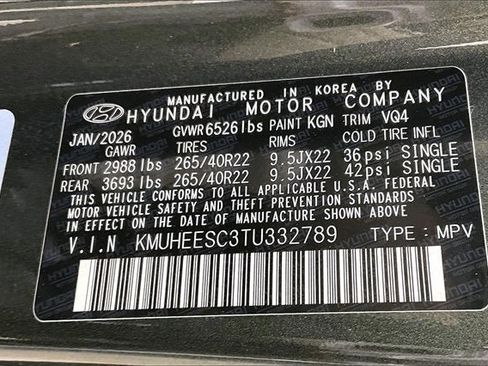 MANUFACTURED IN KOREA BY
HYUNDAI MOTOR COMPANY
JAN/2026 GVWR 6526 lbs PAINT KGN TRIM VQ4
GAWR TIRES RIMS COLD TIRE INFL
FRONT 2988 lbs 265/40R22 9.5JX22 36psi SINGLE
REAR 3693 lbs 265/40R22 9.5JX22 42psi SINGLE
THIS VEHICLE CONFORMS TO ALL APPLICABLE U.S.A. FEDERAL
MOTOR VEHICLE SAFETY AND THEFT PREVENTION STANDARDS
IN EFFECT ON THE DATE OF MANUFACTURE SHOWN ABOVE.
V.I.N KMUHEESC3TU332789 TYPE : MPV